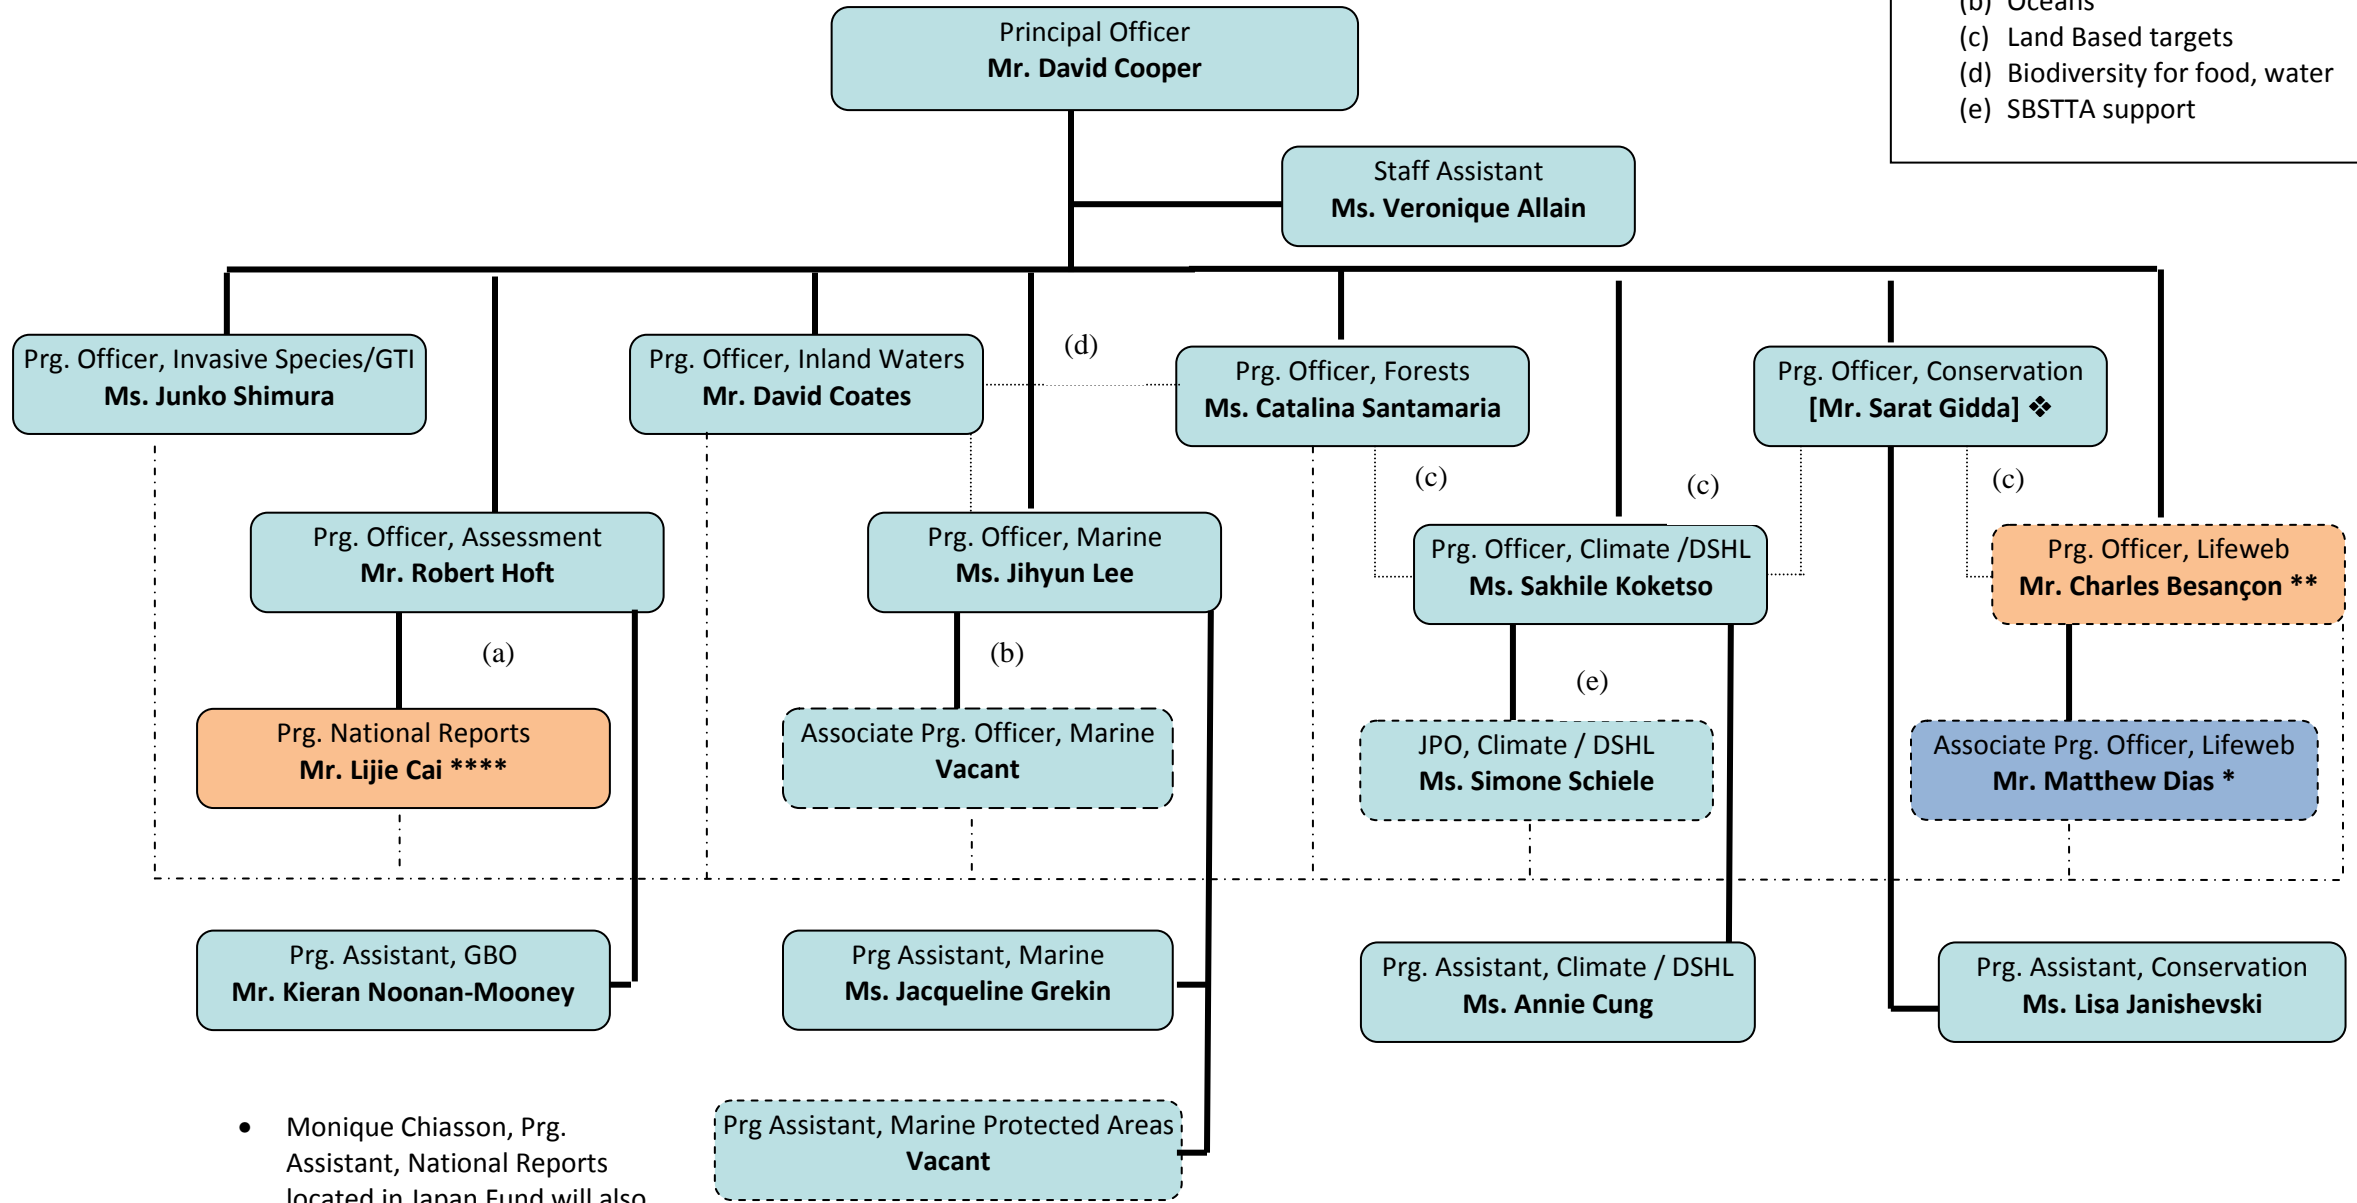 (b) Oceans
(c) Land Based targets
(d) Biodiversity for food, water
(e) SBSTTA support
Principal Officer
Mr. David Cooper
Staff Assistant
Ms. Veronique Allain
Prg. Officer, Invasive Species/GTI
Ms. Junko Shimura
Prg. Officer, Inland Waters
Mr. David Coates
(d)
Prg. Officer, Forests
Ms. Catalina Santamaria
Prg. Officer, Conservation
[Mr. Sarat Gidda] ❖
(c)
(c)
(c)
Prg. Officer, Assessment
Mr. Robert Hoft
Prg. Officer, Marine
Ms. Jihyun Lee
Prg. Officer, Climate /DSHL
Ms. Sakhile Koketso
Prg. Officer, Lifeweb
Mr. Charles Besançon **
(a)
(b)
(e)
Prg. National Reports
Mr. Lijie Cai ****
Associate Prg. Officer, Marine
Vacant
JPO, Climate / DSHL
Ms. Simone Schiele
Associate Prg. Officer, Lifeweb
Mr. Matthew Dias *
Prg. Assistant, GBO
Mr. Kieran Noonan-Mooney
Prg Assistant, Marine
Ms. Jacqueline Grekin
Prg. Assistant, Climate / DSHL
Ms. Annie Cung
Prg. Assistant, Conservation
Ms. Lisa Janishevski
Prg Assistant, Marine Protected Areas
Vacant
• Monique Chiasson, Prg.
Assistant, National Reports
located in Japan Fund will also